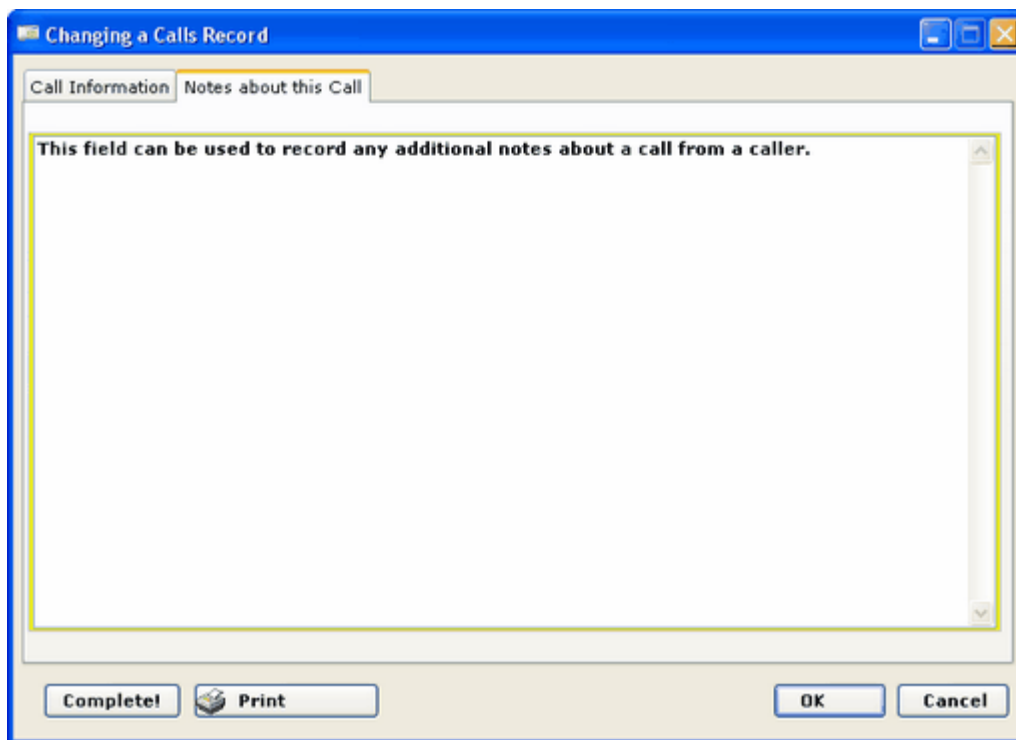 Changing a Calls Record
Call Information Notes about this Call
This field can be used to record any additional notes about a call from a caller.
Complete! Print OK Cancel